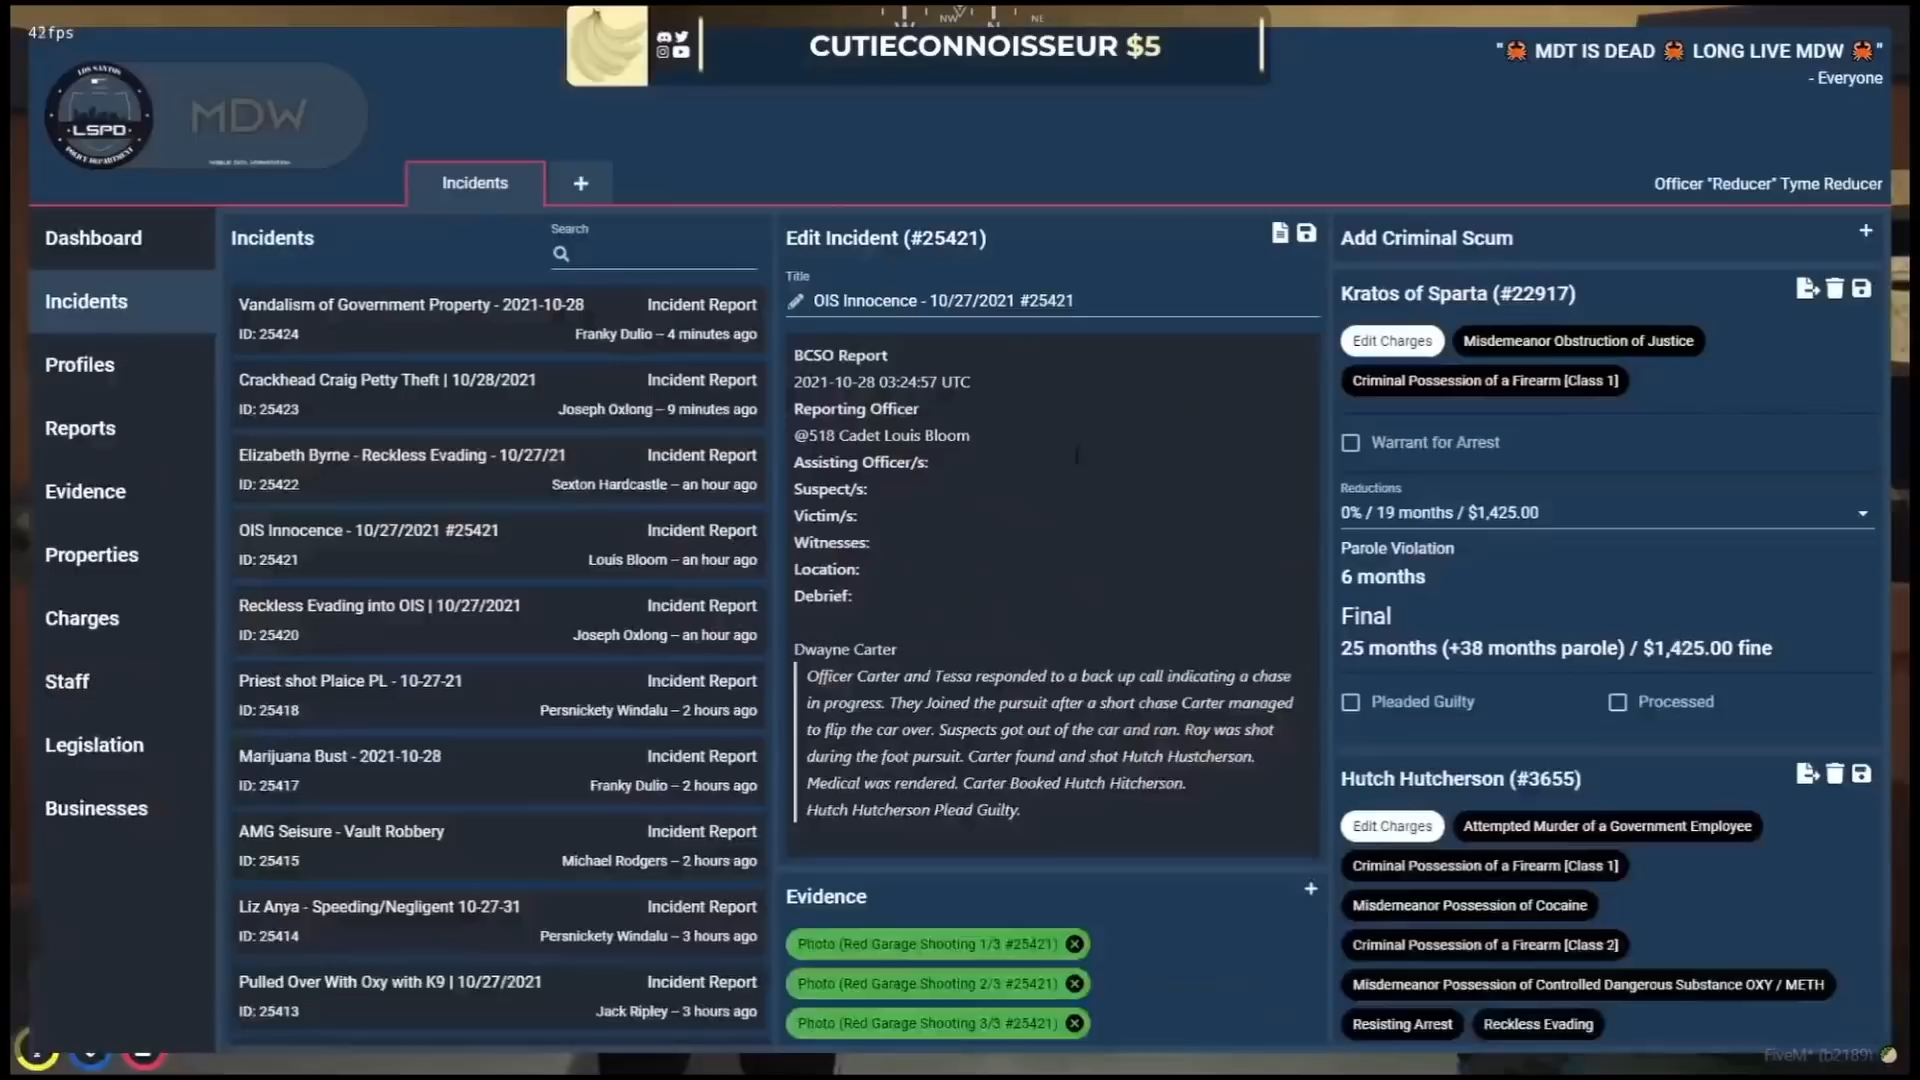 42fps
NW
NE
CUTIECONNOISSEUR $5
" 🦀 MDT IS DEAD 🦀 LONG LIVE MDW 🦀 "
- Everyone
LOS SANTOS
LSPD
POLICE DEPARTMENT
MDW
Incidents
+
Officer "Reducer" Tyme Reducer
Dashboard
Incidents
Profiles
Reports
Evidence
Properties
Charges
Staff
Legislation
Businesses
Incidents
Search
Vandalism of Government Property - 2021-10-28 Incident Report
ID: 25424 Franky Dulio – 4 minutes ago
Crackhead Craig Petty Theft | 10/28/2021 Incident Report
ID: 25423 Joseph Oxlong – 9 minutes ago
Elizabeth Byrne - Reckless Evading - 10/27/21 Incident Report
ID: 25422 Sexton Hardcastle – an hour ago
OIS Innocence - 10/27/2021 #25421 Incident Report
ID: 25421 Louis Bloom – an hour ago
Reckless Evading into OIS | 10/27/2021 Incident Report
ID: 25420 Joseph Oxlong – an hour ago
Priest shot Plaice PL - 10-27-21 Incident Report
ID: 25418 Persnickety Windalu – 2 hours ago
Marijuana Bust - 2021-10-28 Incident Report
ID: 25417 Franky Dulio – 2 hours ago
AMG Seisure - Vault Robbery Incident Report
ID: 25415 Michael Rodgers – 2 hours ago
Liz Anya - Speeding/Negligent 10-27-31 Incident Report
ID: 25414 Persnickety Windalu – 3 hours ago
Pulled Over With Oxy with K9 | 10/27/2021 Incident Report
ID: 25413 Jack Ripley – 3 hours ago
Edit Incident (#25421)
Title
OIS Innocence - 10/27/2021 #25421
BCSO Report
2021-10-28 03:24:57 UTC
Reporting Officer
@518 Cadet Louis Bloom
Assisting Officer/s:
Suspect/s:
Victim/s:
Witnesses:
Location:
Debrief:
Dwayne Carter
Officer Carter and Tessa responded to a back up call indicating a chase
in progress. They Joined the pursuit after a short chase Carter managed
to flip the car over. Suspects got out of the car and ran. Roy was shot
during the foot pursuit. Carter found and shot Hutch Hustcherson.
Medical was rendered. Carter Booked Hutch Hitcherson.
Hutch Hutcherson Plead Guilty.
Evidence
+
Photo (Red Garage Shooting 1/3 #25421)
Photo (Red Garage Shooting 2/3 #25421)
Photo (Red Garage Shooting 3/3 #25421)
Add Criminal Scum
+
Kratos of Sparta (#22917)
Edit Charges Misdemeanor Obstruction of Justice
Criminal Possession of a Firearm [Class 1]
Warrant for Arrest
Reductions
0% / 19 months / $1,425.00
Parole Violation
6 months
Final
25 months (+38 months parole) / $1,425.00 fine
Pleaded Guilty Processed
Hutch Hutcherson (#3655)
Edit Charges Attempted Murder of a Government Employee
Criminal Possession of a Firearm [Class 1]
Misdemeanor Possession of Cocaine
Criminal Possession of a Firearm [Class 2]
Misdemeanor Possession of Controlled Dangerous Substance OXY / METH
Resisting Arrest Reckless Evading
FiveM* (b2189)